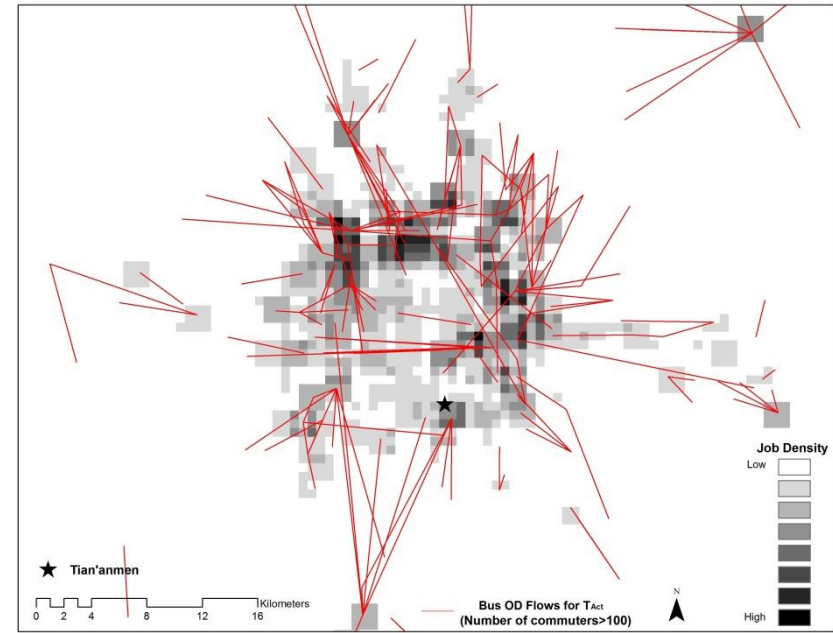 Job Density
Low
High
Tian'anmen
Kilometers
0 2 4 8 12 16
Bus OD Flows for TAct
(Number of commuters>100)
N